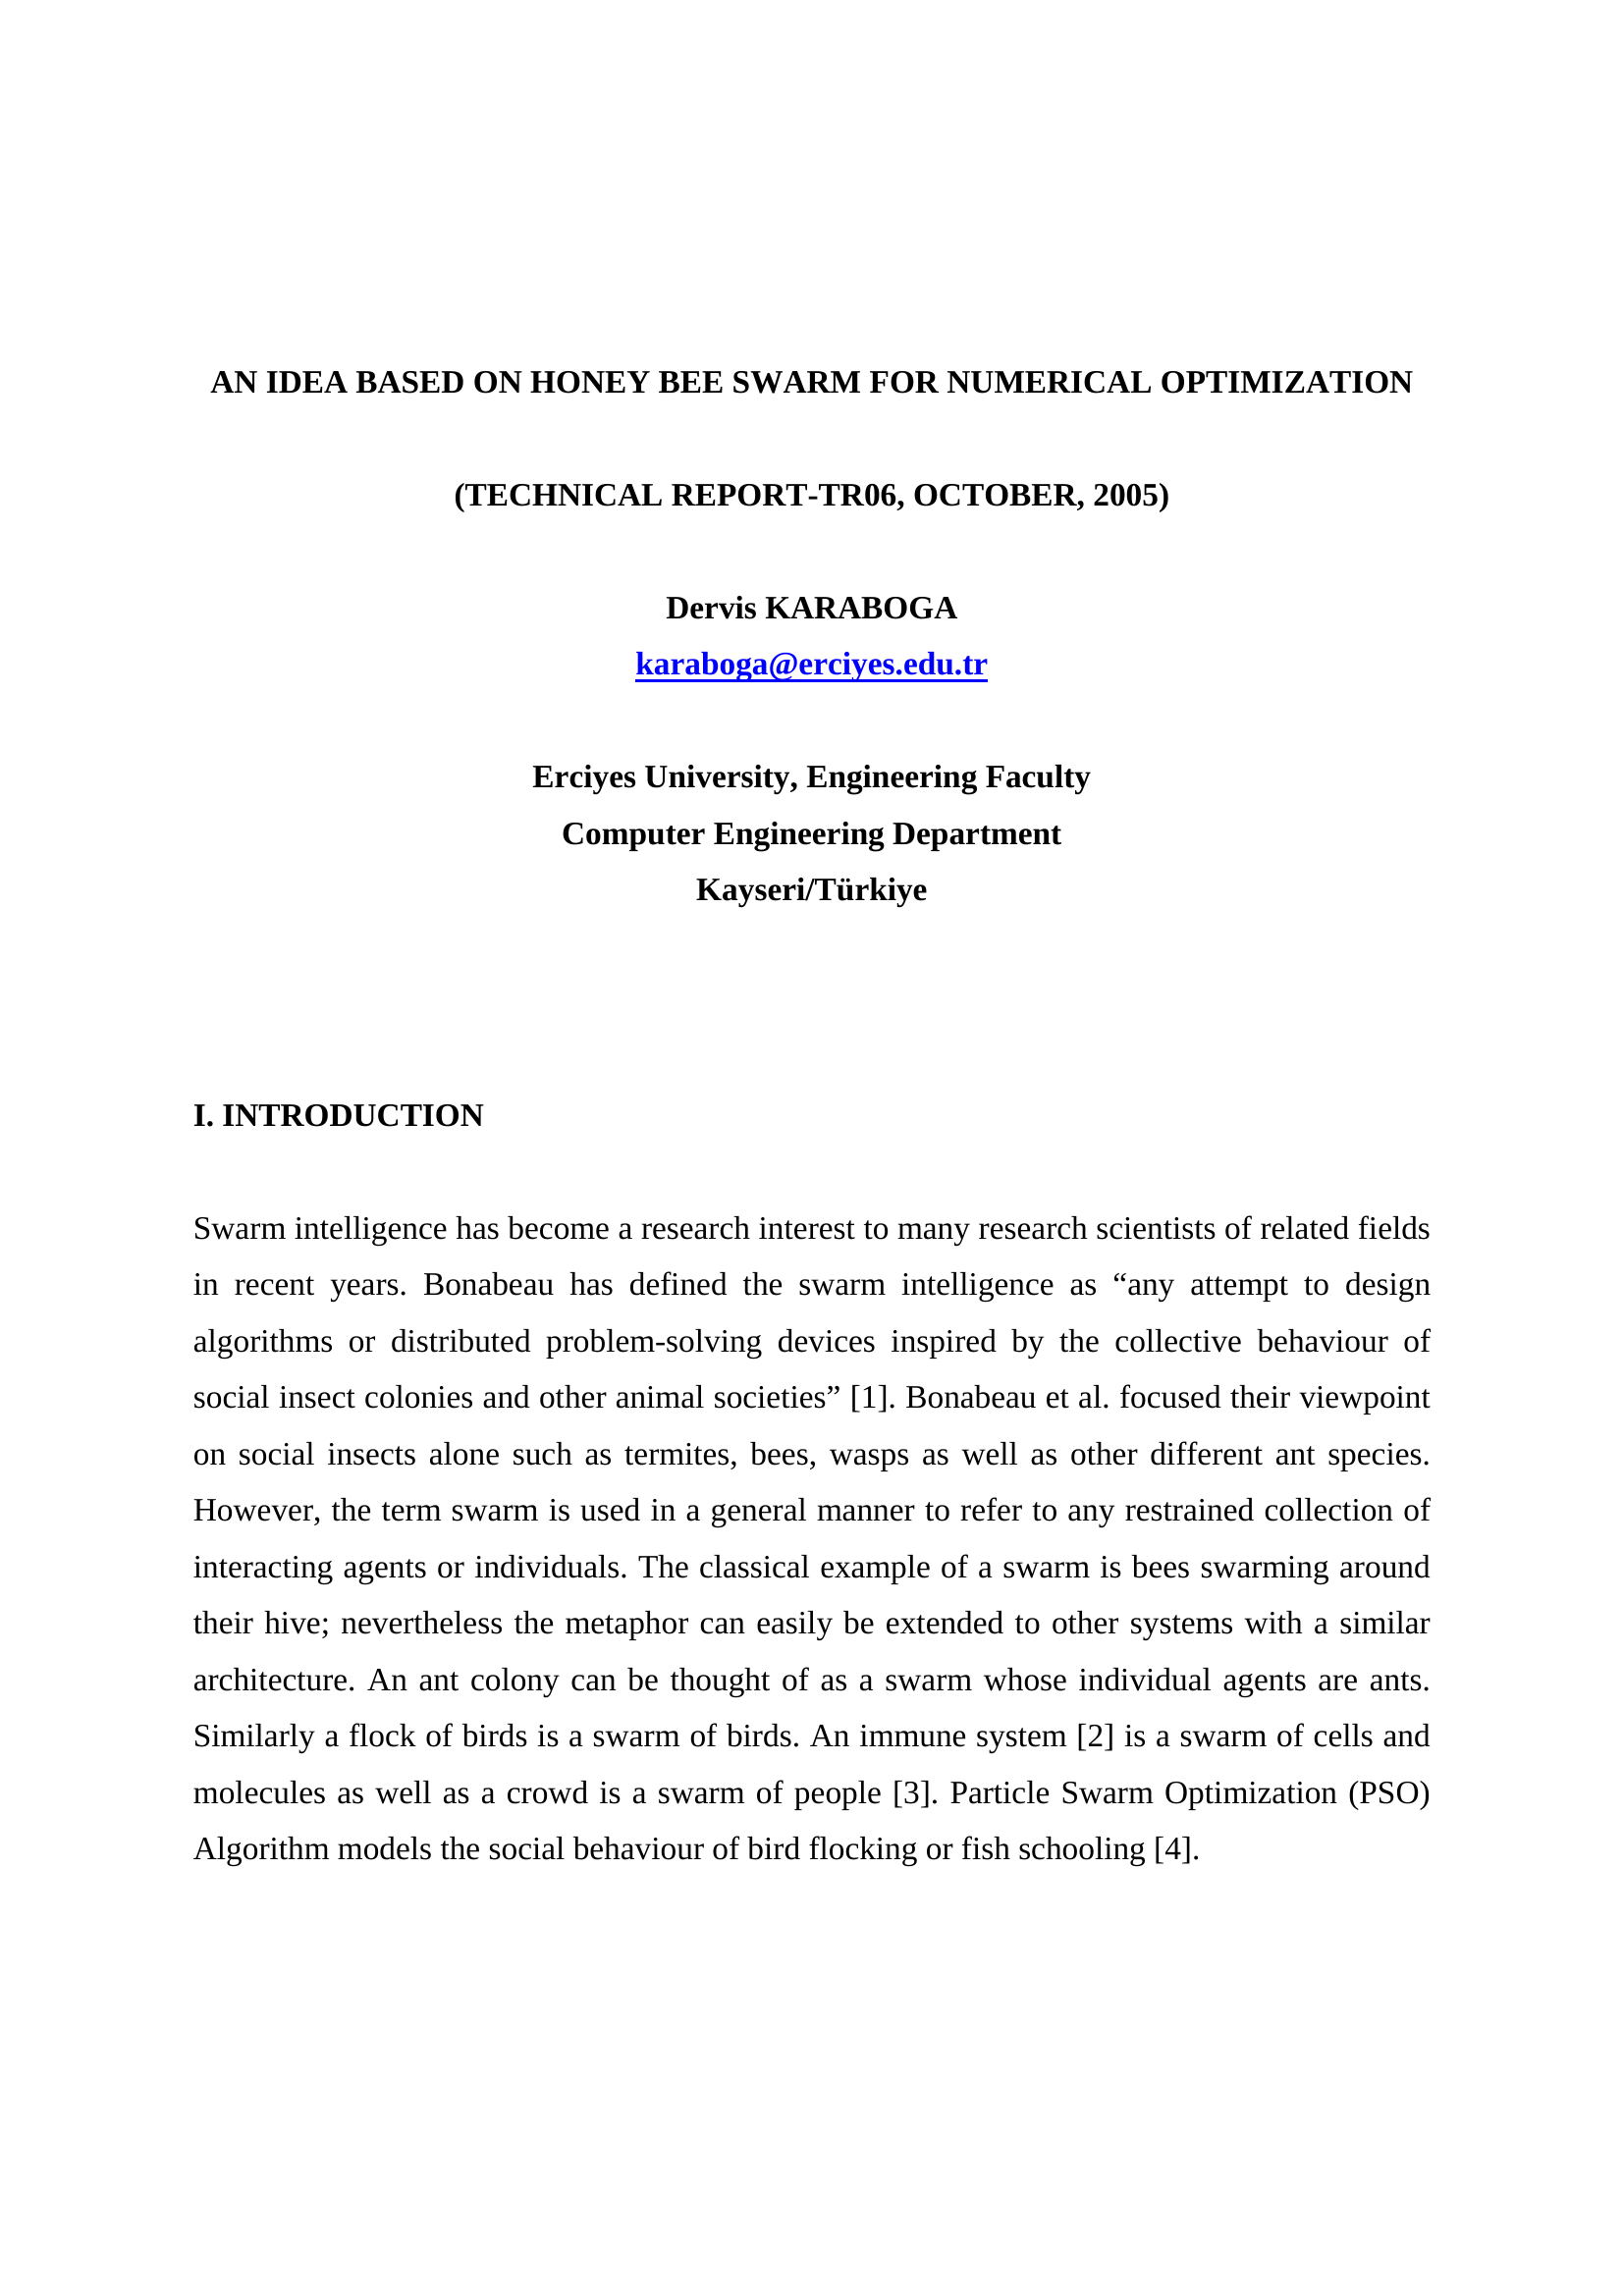 AN IDEA BASED ON HONEY BEE SWARM FOR NUMERICAL OPTIMIZATION
(TECHNICAL REPORT-TR06, OCTOBER, 2005)
Dervis KARABOGA
karaboga@erciyes.edu.tr
Erciyes University, Engineering Faculty
Computer Engineering Department
Kayseri/Türkiye
I. INTRODUCTION
Swarm intelligence has become a research interest to many research scientists of related fields
in recent years. Bonabeau has defined the swarm intelligence as “any attempt to design
algorithms or distributed problem-solving devices inspired by the collective behaviour of
social insect colonies and other animal societies” [1]. Bonabeau et al. focused their viewpoint
on social insects alone such as termites, bees, wasps as well as other different ant species.
However, the term swarm is used in a general manner to refer to any restrained collection of
interacting agents or individuals. The classical example of a swarm is bees swarming around
their hive; nevertheless the metaphor can easily be extended to other systems with a similar
architecture. An ant colony can be thought of as a swarm whose individual agents are ants.
Similarly a flock of birds is a swarm of birds. An immune system [2] is a swarm of cells and
molecules as well as a crowd is a swarm of people [3]. Particle Swarm Optimization (PSO)
Algorithm models the social behaviour of bird flocking or fish schooling [4].